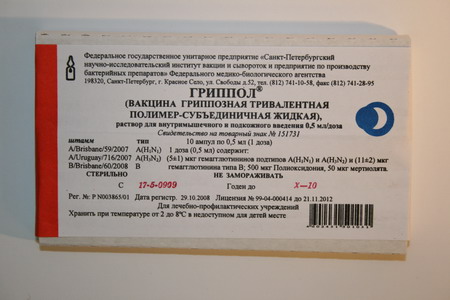 Федеральное государственное унитарное предприятие «Санкт-Петербургский
научно-исследовательский институт вакцин и сывороток и предприятие по производству
бактерийных препаратов» Федерального медико-биологического агентства
198320, Санкт-Петербург, г. Красное Село, ул. Свободы д.52, тел. (812) 741-10-58, факс (812) 741-28-95
ГРИППОЛ®
(ВАКЦИНА ГРИППОЗНАЯ ТРИВАЛЕНТНАЯ
ПОЛИМЕР-СУБЪЕДИНИЧНАЯ ЖИДКАЯ),
раствор для внутримышечного и подкожного введения 0,5 мл/доза
Свидетельство на товарный знак № 151731
штамм тип 10 ампул по 0,5 мл (1 доза)
A/Brisbane/59/2007 A(H₁N₁) 1 доза (0,5 мл) содержит:
A/Uruguay/716/2007 A(H₃N₂) (5±1) мкг гемагглютининов подтипов A(H₁N₁) и A(H₃N₂) и (11±2) мкг
B/Brisbane/60/2008 B гемагглютинина типа B; 500 мкг Полиоксидония, 50 мкг мертиолята.
СТЕРИЛЬНО НЕ ЗАМОРАЖИВАТЬ
С 17-5-0909 Годен до X-10
Рег. №: Р N003865/01 Дата регистр. 29.10.2008 Лицензия № 99-04-000414 до 21.11.2012
Для лечебно-профилактических учреждений
Хранить при температуре от 2 до 8°С в недоступном для детей месте